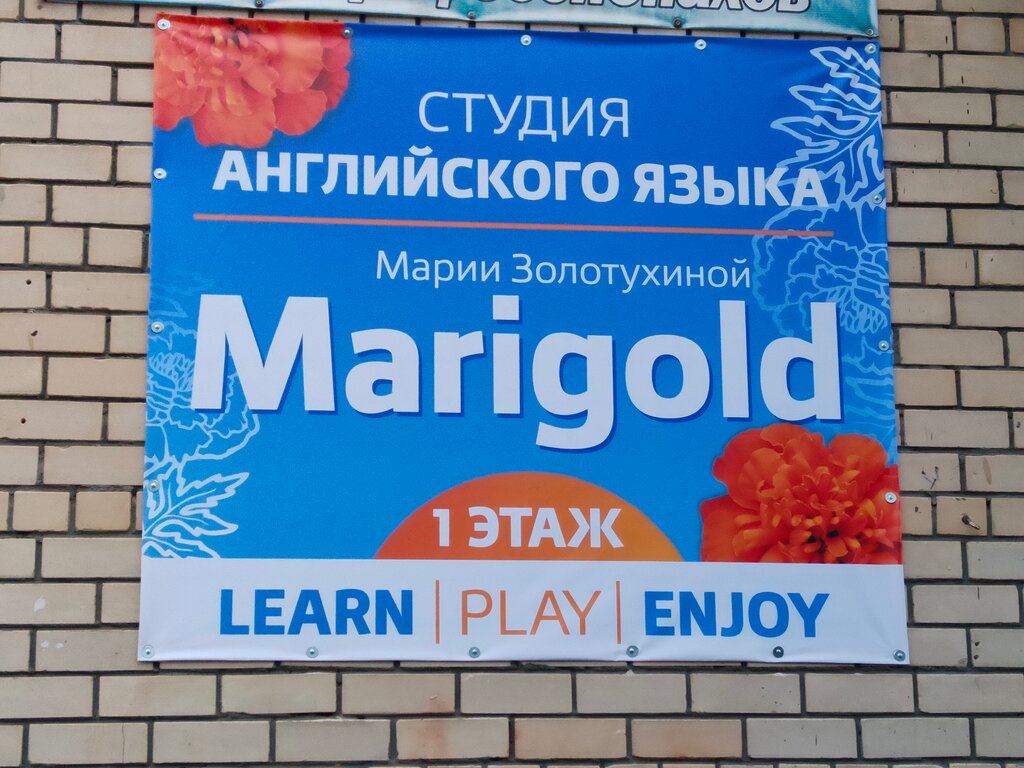 СТУДИЯ
АНГЛИЙСКОГО ЯЗЫКА
Марии Золотухиной
Marigold
1 ЭТАЖ
LEARN | PLAY | ENJOY